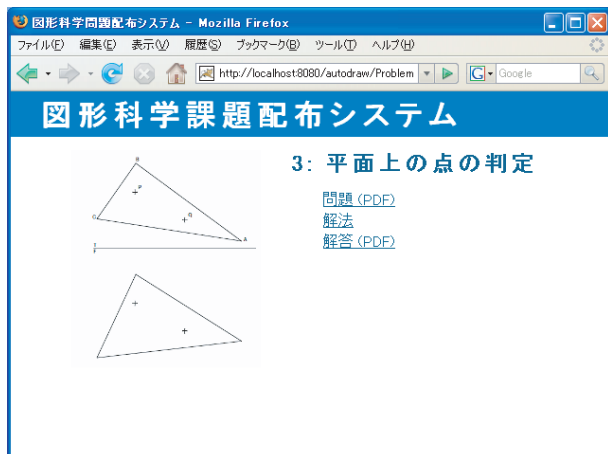 図形科学問題配布システム - Mozilla Firefox
ファイル(F) 編集(E) 表示(V) 履歴(S) ブックマーク(B) ツール(T) ヘルプ(H)
http://localhost:8080/autodraw/Problem
G Google
図形科学課題配布システム
3: 平面上の点の判定
問題 (PDF)
解法
解答 (PDF)